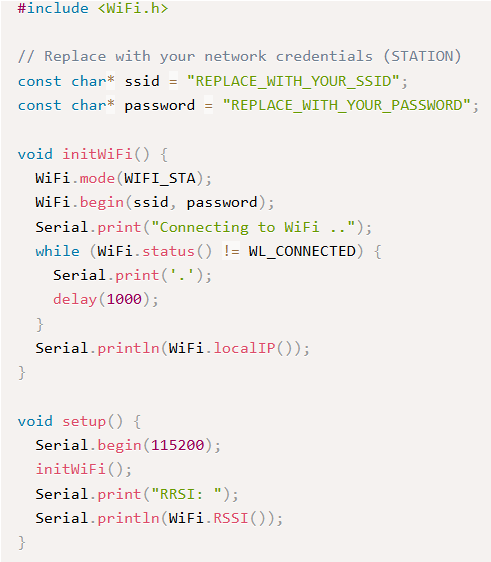 #include <WiFi.h>
// Replace with your network credentials (STATION)
const char* ssid = "REPLACE_WITH_YOUR_SSID";
const char* password = "REPLACE_WITH_YOUR_PASSWORD";
void initWiFi() {
WiFi.mode(WIFI_STA);
WiFi.begin(ssid, password);
Serial.print("Connecting to WiFi ..");
while (WiFi.status() != WL_CONNECTED) {
Serial.print('.');
delay(1000);
}
Serial.println(WiFi.localIP());
}
void setup() {
Serial.begin(115200);
initWiFi();
Serial.print("RRSI: ");
Serial.println(WiFi.RSSI());
}